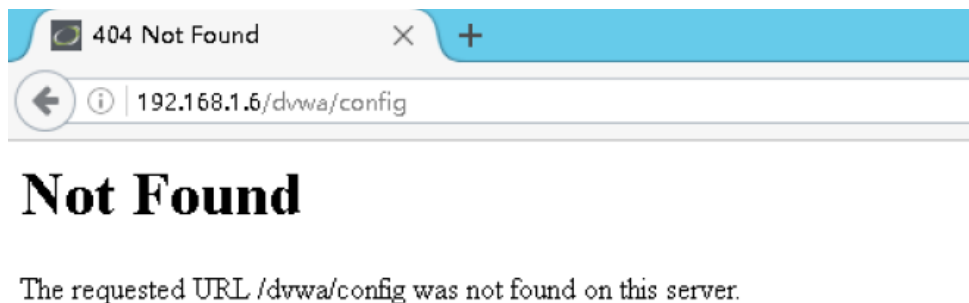 404 Not Found
192.168.1.6/dvwa/config
Not Found
The requested URL /dvwa/config was not found on this server.